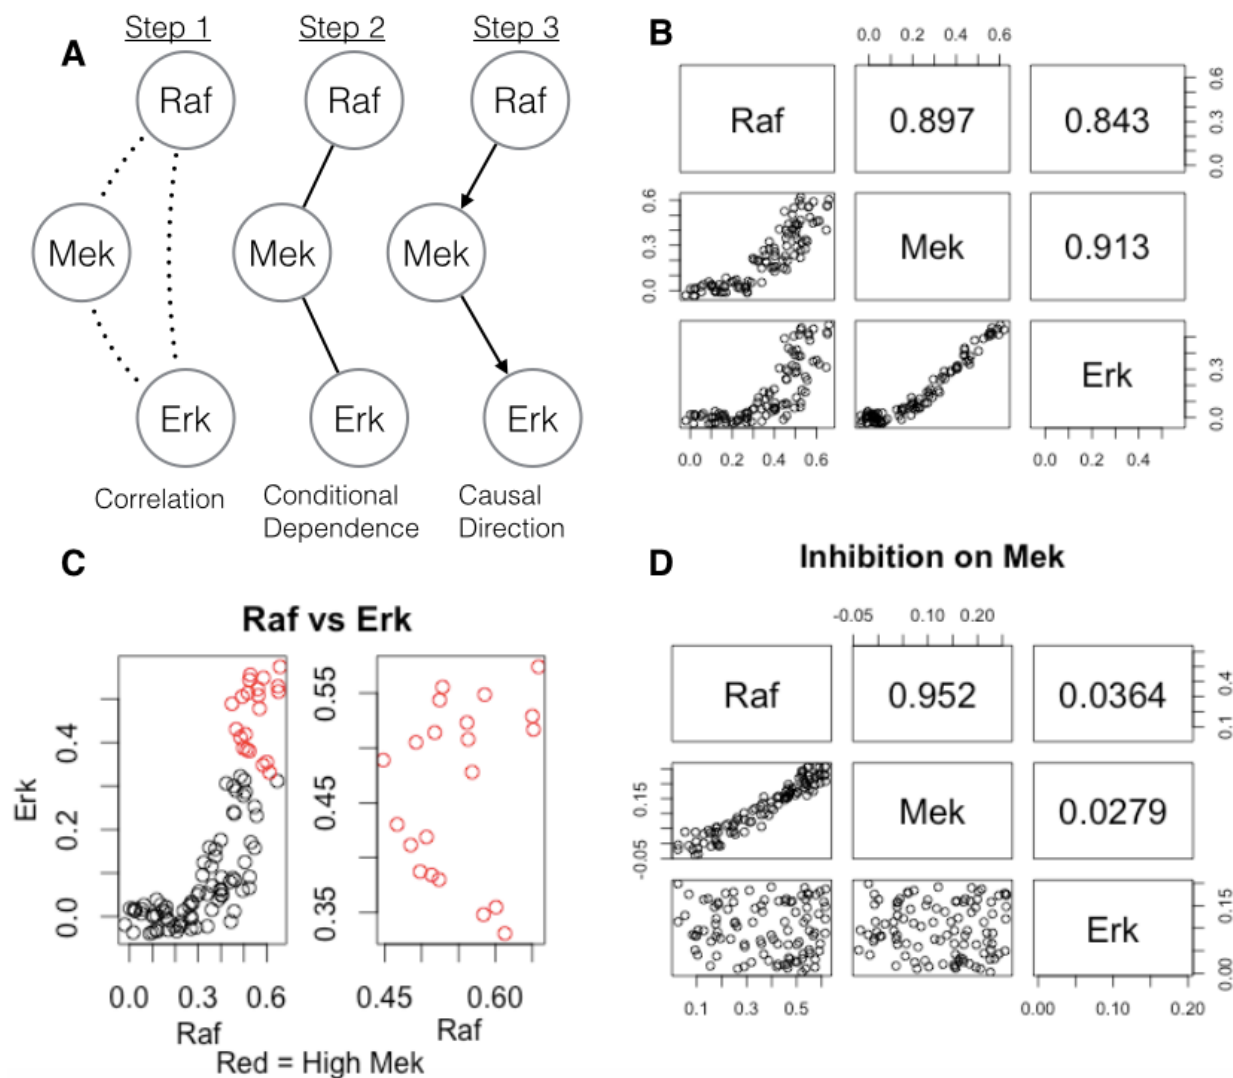 A
Step 1
Step 2
Step 3
Raf
Raf
Raf
Mek
Mek
Mek
Erk
Erk
Erk
Correlation
Conditional
Dependence
Causal
Direction
B
0.0 0.2 0.4 0.6
Raf
0.897
0.843
0.0 0.3 0.6
0.0 0.3 0.6
Mek
0.913
Erk
0.0 0.3
0.0 0.2 0.4 0.6
0.0 0.2 0.4
C
Raf vs Erk
Erk
0.0 0.2 0.4
0.35 0.45 0.55
0.0 0.3 0.6
0.45 0.60
Raf
Raf
Red = High Mek
D
Inhibition on Mek
-0.05 0.10 0.20
Raf
0.952
0.0364
0.1 0.4
-0.05 0.15
Mek
0.0279
Erk
0.00 0.15
0.1 0.3 0.5
0.00 0.10 0.20